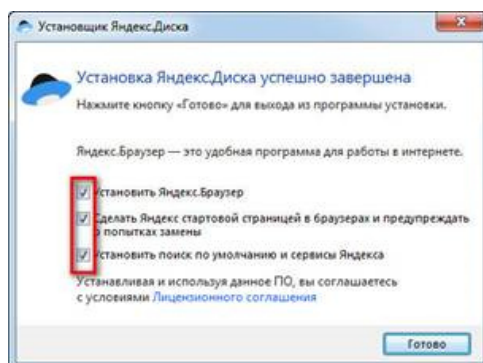 Установщик Яндекс.Диска
Установка Яндекс.Диска успешно завершена
Нажмите кнопку «Готово» для выхода из программы установки.
Яндекс.Браузер — это удобная программа для работы в интернете.
Установить Яндекс.Браузер
Сделать Яндекс стартовой страницей в браузерах и предупреждать
о попытках замены
Установить поиск по умолчанию и сервисы Яндекса
Устанавливая и используя данное ПО, вы соглашаетесь
с условиями Лицензионного соглашения
Готово